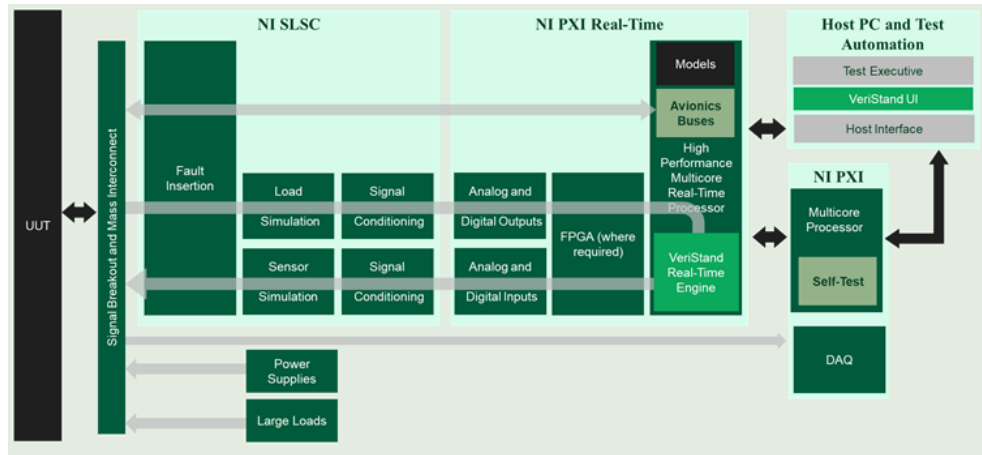 NI SLSC
NI PXI Real-Time
Host PC and Test
Automation
Test Executive
VeriStand UI
Host Interface
UUT
Signal Breakout and Mass Interconnect
Fault
Insertion
Load
Simulation
Signal
Conditioning
Sensor
Simulation
Signal
Conditioning
Analog and
Digital Outputs
Analog and
Digital Inputs
FPGA (where
required)
Models
Avionics
Buses
High
Performance
Multicore
Real-Time
Processor
VeriStand
Real-Time
Engine
NI PXI
Multicore
Processor
Self-Test
DAQ
Power
Supplies
Large Loads